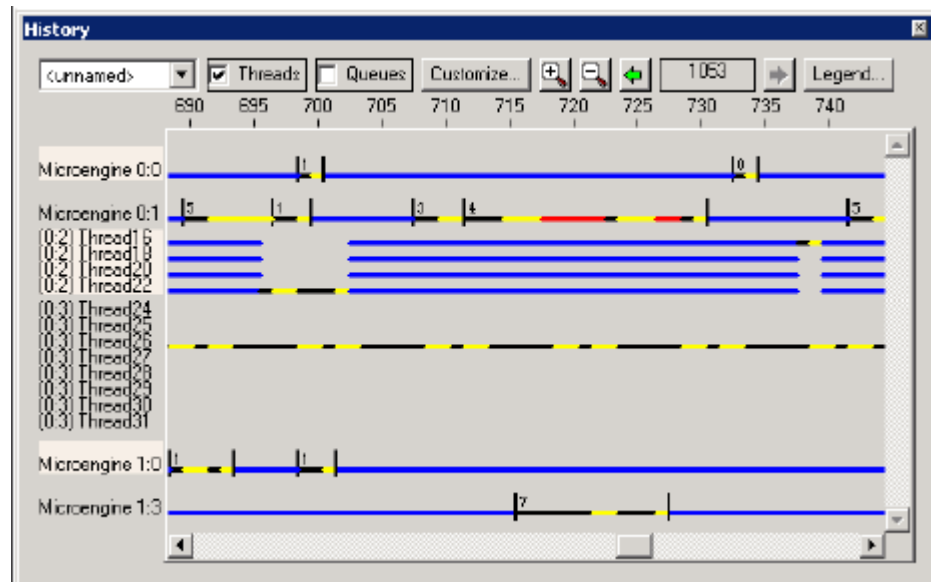 History
<unnamed> Threads Queues Customize... 1053 Legend...
690 695 700 705 710 715 720 725 730 735 740
Microengine 0:0 1 0
Microengine 0:1 5 1 3 4 5
(0:2) Thread16
(0:2) Thread18
(0:2) Thread20
(0:2) Thread22
(0:3) Thread24
(0:3) Thread25
(0:3) Thread26
(0:3) Thread27
(0:3) Thread28
(0:3) Thread29
(0:3) Thread30
(0:3) Thread31
Microengine 1:0 1 1
Microengine 1:3 7